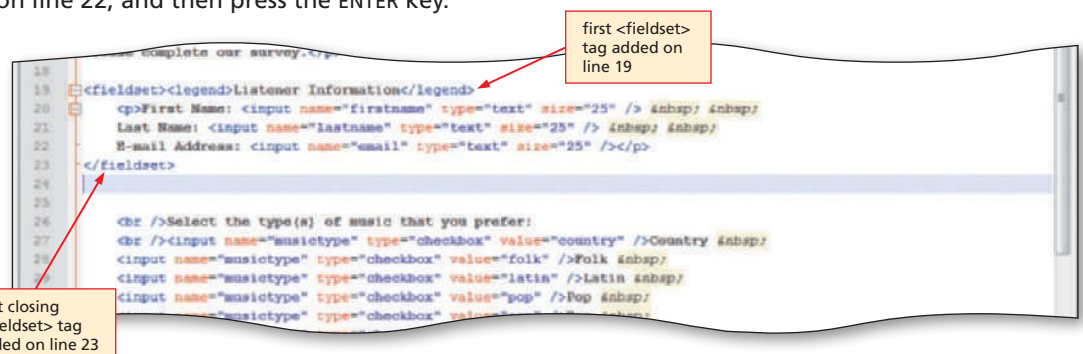 on line 22, and then press the ENTER key.
first <fieldset>
tag added on
line 19
complete our survey.</p>
18
19 <fieldset><legend>Listener Information</legend>
20 <p>First Name: <input name="firstname" type="text" size="25" /> &nbsp; &nbsp;
21 Last Name: <input name="lastname" type="text" size="25" /> &nbsp; &nbsp;
22 E-mail Address: <input name="email" type="text" size="25" /></p>
23 </fieldset>
24
25
26 <br />Select the type(s) of music that you prefer:
27 <br /><input name="musictype" type="checkbox" value="country" />Country &nbsp;
28 <input name="musictype" type="checkbox" value="folk" />Folk &nbsp;
29 <input name="musictype" type="checkbox" value="latin" />Latin &nbsp;
<input name="musictype" type="checkbox" value="pop" />Pop &nbsp;
name="musictype" type="checkbox"
closing
tag
line 23